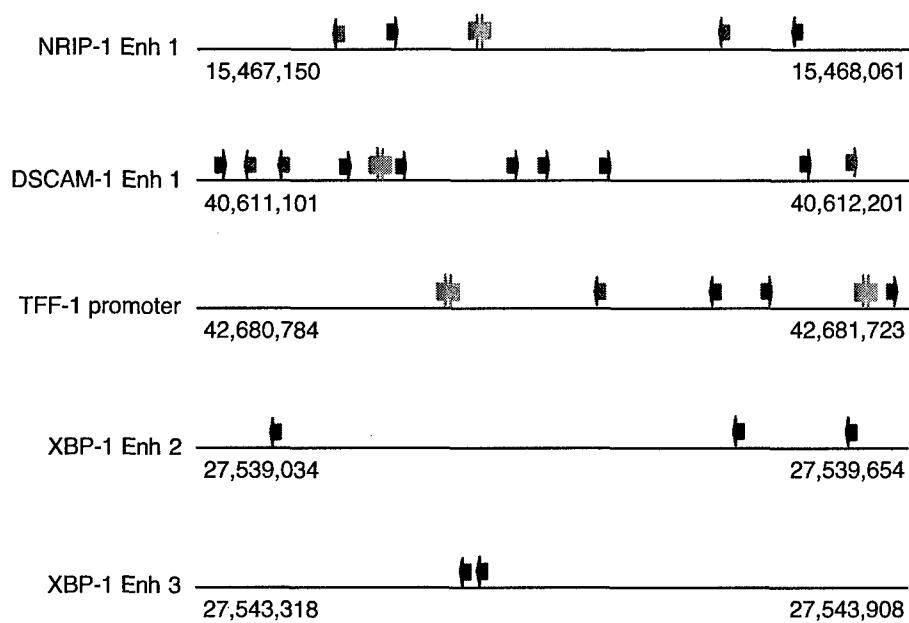 NRIP-1 Enh 1
15,467,150 15,468,061
DSCAM-1 Enh 1
40,611,101 40,612,201
TFF-1 promoter
42,680,784 42,681,723
XBP-1 Enh 2
27,539,034 27,539,654
XBP-1 Enh 3
27,543,318 27,543,908